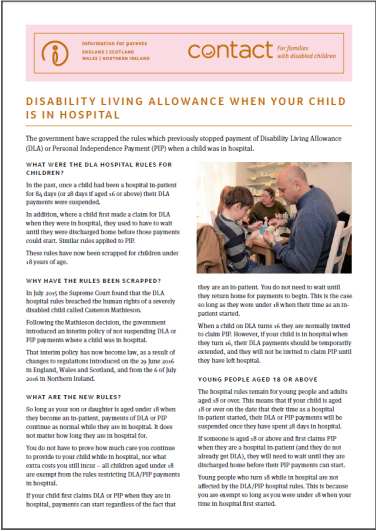 Information for parents
ENGLAND | SCOTLAND
WALES | NORTHERN IRELAND
contact
For families
with disabled children
DISABILITY LIVING ALLOWANCE WHEN YOUR CHILD
IS IN HOSPITAL
The government have scrapped the rules which previously stopped payment of Disability Living Allowance
(DLA) or Personal Independence Payment (PIP) when a child was in hospital.
WHAT WERE THE DLA HOSPITAL RULES FOR
CHILDREN?
In the past, once a child had been a hospital in-patient
for 84 days (or 28 days if aged 16 or above) their DLA
payments were suspended.
In addition, where a child first made a claim for DLA
when they were in hospital, they used to have to wait
until they were discharged home before those payments
could start. Similar rules applied to PIP.
These rules have now been scrapped for children under
18 years of age.
WHY HAVE THE RULES BEEN SCRAPPED?
In July 2015 the Supreme Court found that the DLA
hospital rules breached the human rights of a severely
disabled child called Cameron Mathieson.
Following the Mathieson decision, the government
introduced an interim policy of not suspending DLA or
PIP payments where a child was in hospital.
That interim policy has now become law, as a result of
changes to regulations introduced on the 29 June 2016
in England, Wales and Scotland, and from the 6 of July
2016 in Northern Ireland.
WHAT ARE THE NEW RULES?
So long as your son or daughter is aged under 18 when
they become an in-patient, payments of DLA or PIP
continue as normal while they are in hospital. It does
not matter how long they are in hospital for.
You do not have to prove how much care you continue
to provide to your child while in hospital, nor what
extra costs you still incur – all children aged under 18
are exempt from the rules restricting DLA/PIP payments
in hospital.
If your child first claims DLA or PIP when they are in
hospital, payments can start regardless of the fact that
they are an in-patient. You do not need to wait until
they return home for payments to begin. This is the case
so long as they were under 18 when their time as an in-
patient started.
When a child on DLA turns 16 they are normally invited
to claim PIP. However, if your child is in hospital when
they turn 16, their DLA payments should be temporarily
extended, and they will not be invited to claim PIP until
they have left hospital.
YOUNG PEOPLE AGED 18 OR ABOVE
The hospital rules remain for young people and adults
aged 18 or over. This means that if your child is aged
18 or over on the date that their time as a hospital
in-patient started, their DLA or PIP payments will be
suspended once they have spent 28 days in hospital.
If someone is aged 18 or above and first claims PIP
when they are a hospital in-patient (and they do not
already get DLA), they will need to wait until they are
discharged home before their PIP payments can start.
Young people who turn 18 while in hospital are not
affected by the DLA/PIP hospital rules. This is because
you are exempt so long as you were under 18 when your
time in hospital first started.